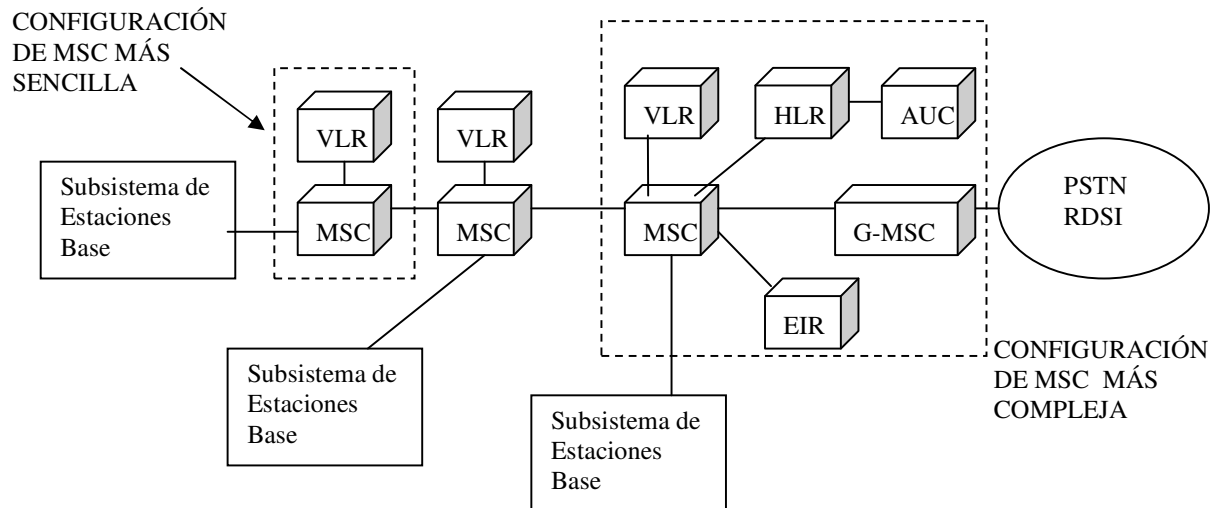 CONFIGURACIÓN
DE MSC MÁS
SENCILLA
VLR
VLR
VLR
HLR
AUC
Subsistema de
Estaciones
Base
MSC
MSC
MSC
G-MSC
PSTN
RDSI
EIR
Subsistema de
Estaciones
Base
CONFIGURACIÓN
DE MSC MÁS
COMPLEJA
Subsistema de
Estaciones
Base